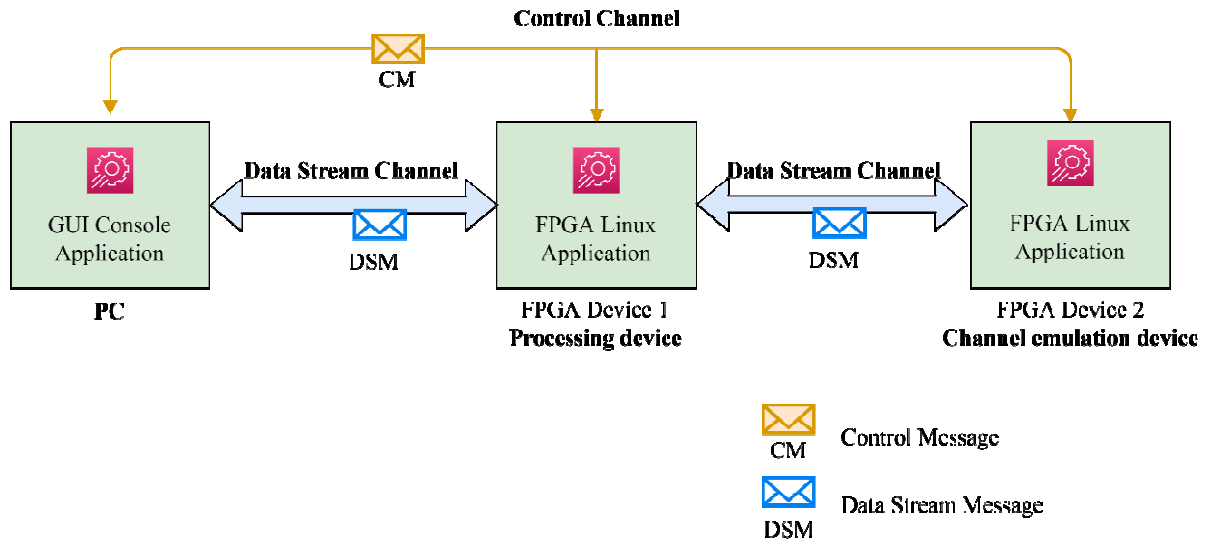 Control Channel
CM
Data Stream Channel
Data Stream Channel
GUI Console
Application
DSM
FPGA Linux
Application
DSM
FPGA Linux
Application
PC
FPGA Device 1
Processing device
FPGA Device 2
Channel emulation device
CM
Control Message
DSM
Data Stream Message